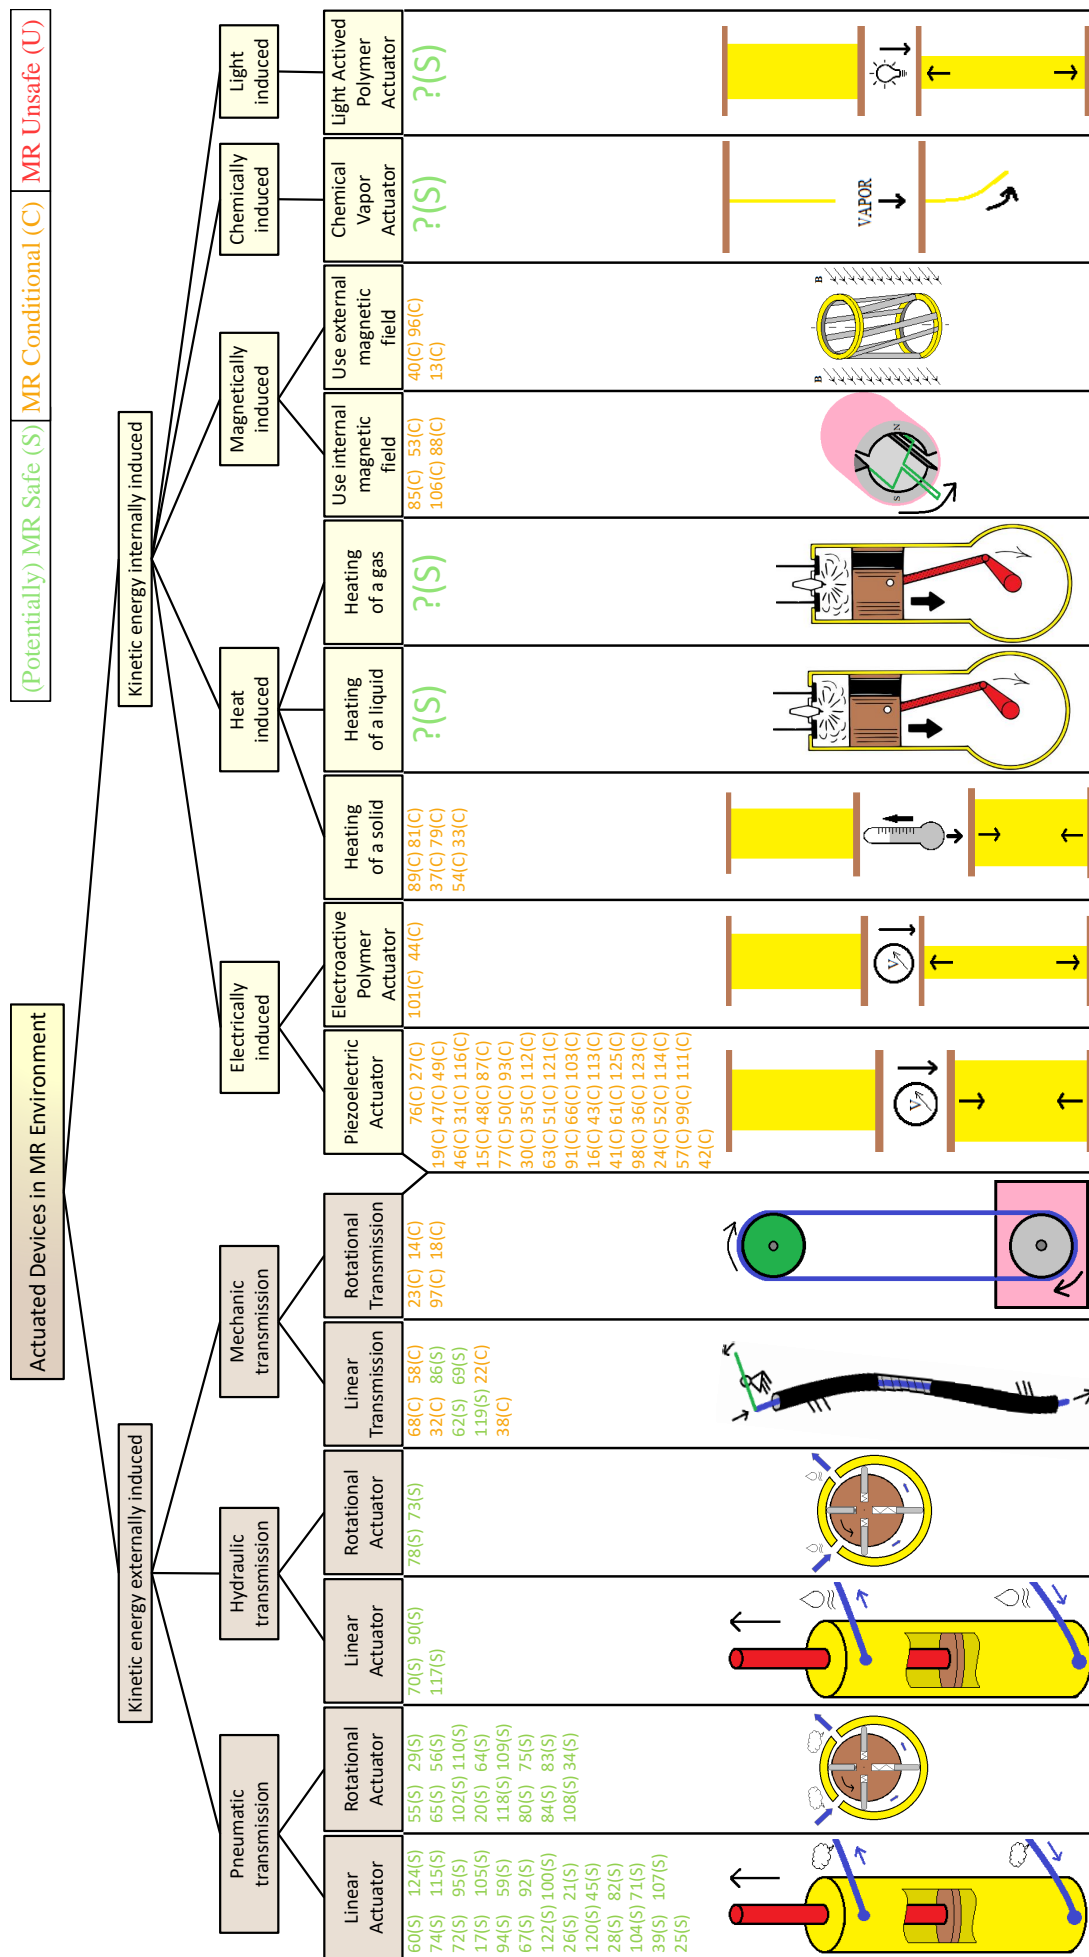 Actuated Devices in MR Environment
(Potentially) MR Safe (S) MR Conditional (C) MR Unsafe (U)
Kinetic energy externally induced
Kinetic energy internally induced
Pneumatic
transmission
Hydraulic
transmission
Mechanic
transmission
Electrically
induced
Heat
induced
Magnetically
induced
Chemically
induced
Light
induced
Linear
Actuator
60(S) 124(S)
74(S) 115(S)
72(S) 95(S)
17(S) 105(S)
94(S) 59(S)
67(S) 92(S)
122(S) 100(S)
26(S) 21(S)
120(S) 45(S)
28(S) 82(S)
104(S) 71(S)
39(S) 107(S)
25(S)
Rotational
Actuator
55(S) 29(S)
65(S) 56(S)
102(S) 110(S)
20(S) 64(S)
118(S) 109(S)
80(S) 75(S)
84(S) 83(S)
108(S) 34(S)
Linear
Actuator
70(S) 90(S)
117(S)
Rotational
Actuator
78(S) 73(S)
Linear
Transmission
68(C) 58(C)
32(C) 86(S)
62(S) 69(S)
119(S) 22(C)
38(C)
Rotational
Transmission
23(C) 14(C)
97(C) 18(C)
Piezoelectric
Actuator
76(C) 27(C)
19(C) 47(C) 49(C)
46(C) 31(C) 116(C)
15(C) 48(C) 87(C)
77(C) 50(C) 93(C)
30(C) 35(C) 112(C)
63(C) 51(C) 121(C)
91(C) 66(C) 103(C)
16(C) 43(C) 113(C)
41(C) 61(C) 125(C)
98(C) 36(C) 123(C)
24(C) 52(C) 114(C)
57(C) 99(C) 111(C)
42(C)
V
Electroactive
Polymer
Actuator
101(C) 44(C)
V
Heating
of a solid
89(C) 81(C)
37(C) 79(C)
54(C) 33(C)
Heating
of a liquid
?(S)
Heating
of a gas
?(S)
Use internal
magnetic
field
85(C) 53(C)
106(C) 88(C)
S N
Use external
magnetic
field
40(C) 96(C)
13(C)
B B
Chemical
Vapor
Actuator
?(S)
VAPOR
Light Actived
Polymer
Actuator
?(S)